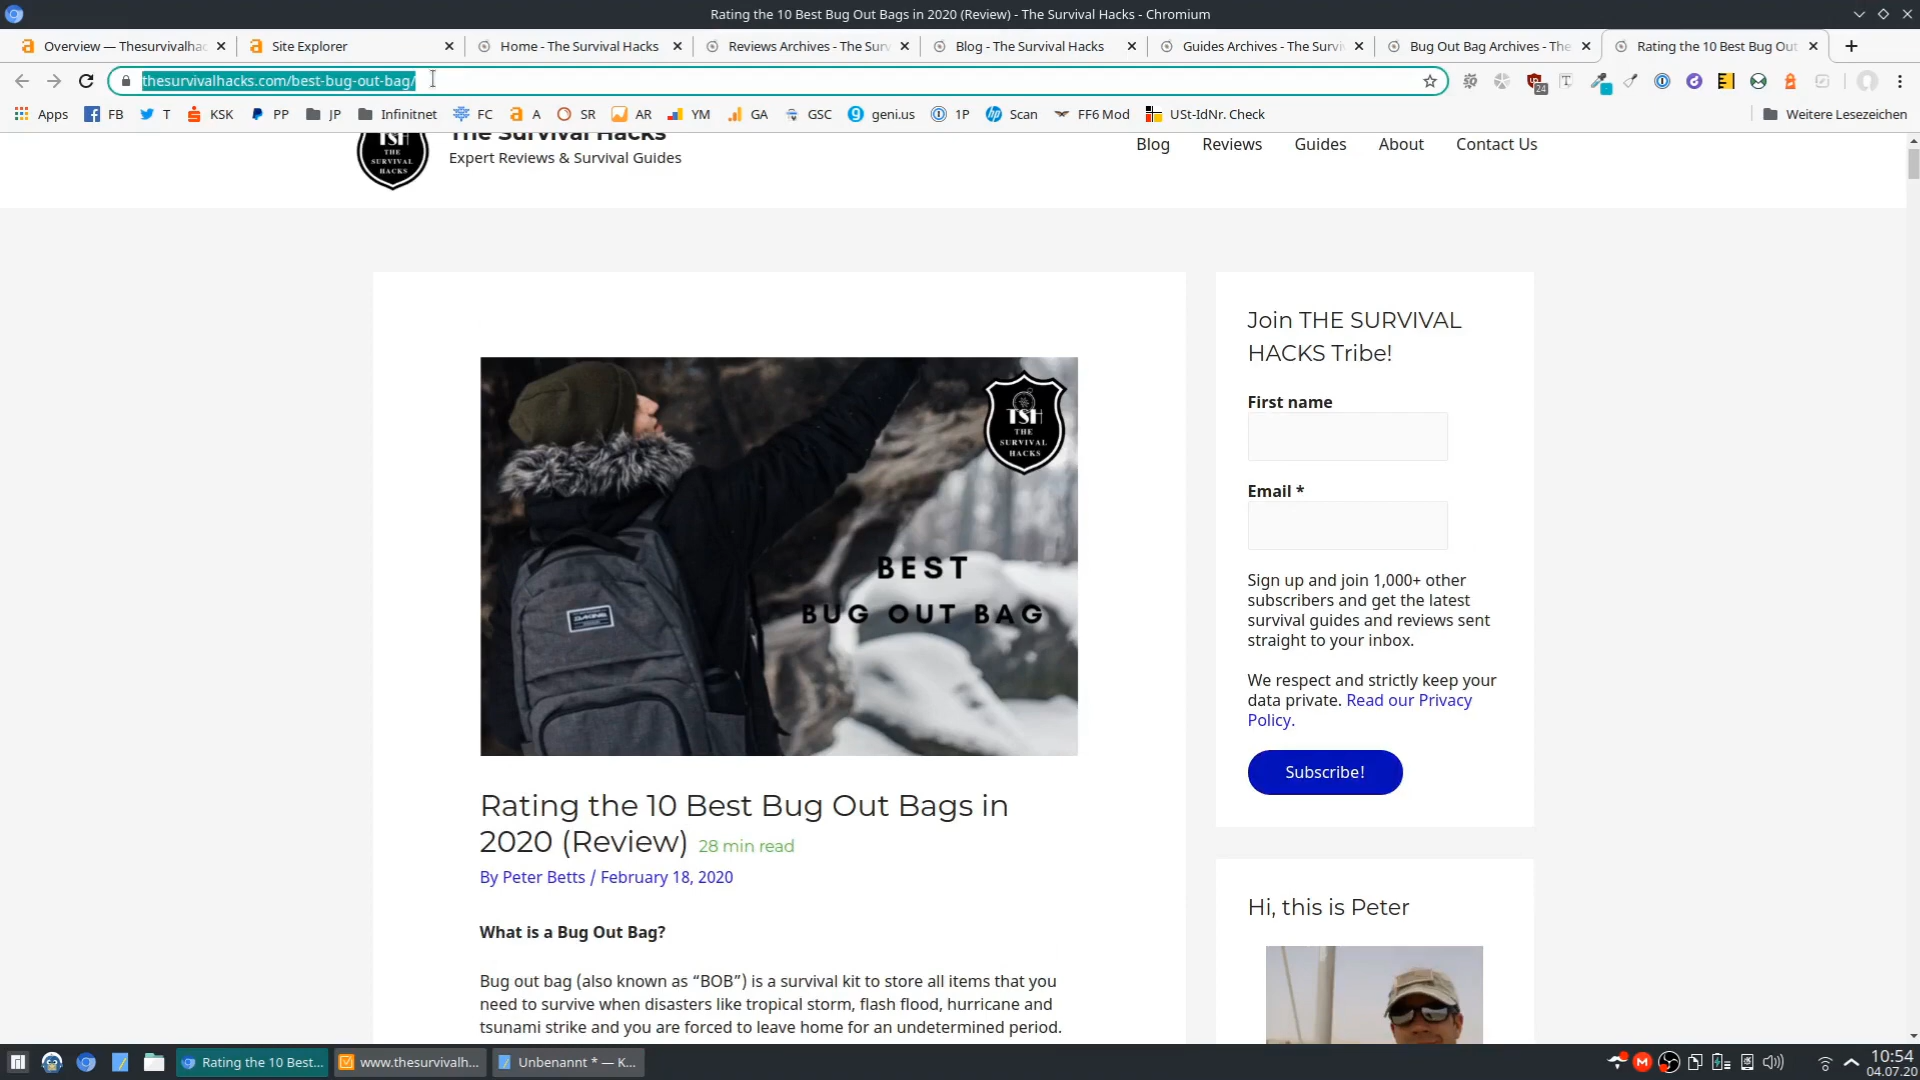 Rating the 10 Best Bug Out Bags in 2020 (Review) - The Survival Hacks - Chromium
Overview — Thesurvivalhac
Site Explorer
Home - The Survival Hacks
Reviews Archives - The Surv
Blog - The Survival Hacks
Guides Archives - The Surviv
Bug Out Bag Archives - The
Rating the 10 Best Bug Out
thesurvivalhacks.com/best-bug-out-bag/
24
Apps FB T KSK PP JP Infinitnet FC A SR AR YM GA GSC geni.us 1P Scan FF6 Mod USt-IdNr. Check Weitere Lesezeichen
TSH
THE
SURVIVAL
HACKS
The Survival Hacks
Expert Reviews & Survival Guides
Blog Reviews Guides About Contact Us
TSH
THE
SURVIVAL
HACKS
DAKINE
BEST
BUG OUT BAG
Rating the 10 Best Bug Out Bags in
2020 (Review) 28 min read
By Peter Betts / February 18, 2020
What is a Bug Out Bag?
Bug out bag (also known as “BOB”) is a survival kit to store all items that you
need to survive when disasters like tropical storm, flash flood, hurricane and
tsunami strike and you are forced to leave home for an undetermined period.
Join THE SURVIVAL
HACKS Tribe!
First name
Email *
Sign up and join 1,000+ other
subscribers and get the latest
survival guides and reviews sent
straight to your inbox.
We respect and strictly keep your
data private. Read our Privacy
Policy.
Subscribe!
Hi, this is Peter
Rating the 10 Best...
www.thesurvivalh...
Unbenannt * — K...
10:54
04.07.20